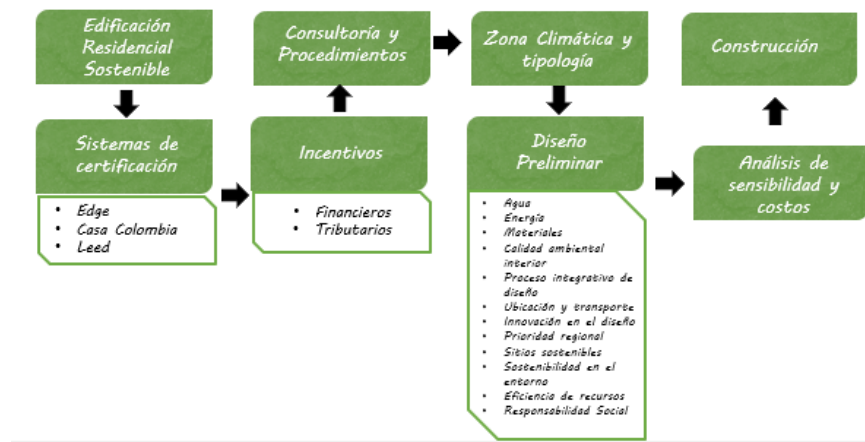 Edificación
Residencial
Sostenible
Sistemas de
certificación
• Edge
• Casa Colombia
• Leed
Consultoría y
Procedimientos
Incentivos
• Financieros
• Tributarios
Zona Climática y
tipología
Diseño
Preliminar
• Agua
• Energía
• Materiales
• Calidad ambiental
interior
• Proceso integrativo de
diseño
• Ubicación y transporte
• Innovación en el diseño
• Prioridad regional
• Sitios sostenibles
• Sostenibilidad en el
entorno
• Eficiencia de recursos
• Responsabilidad Social
Construcción
Análisis de
sensibilidad y
costos